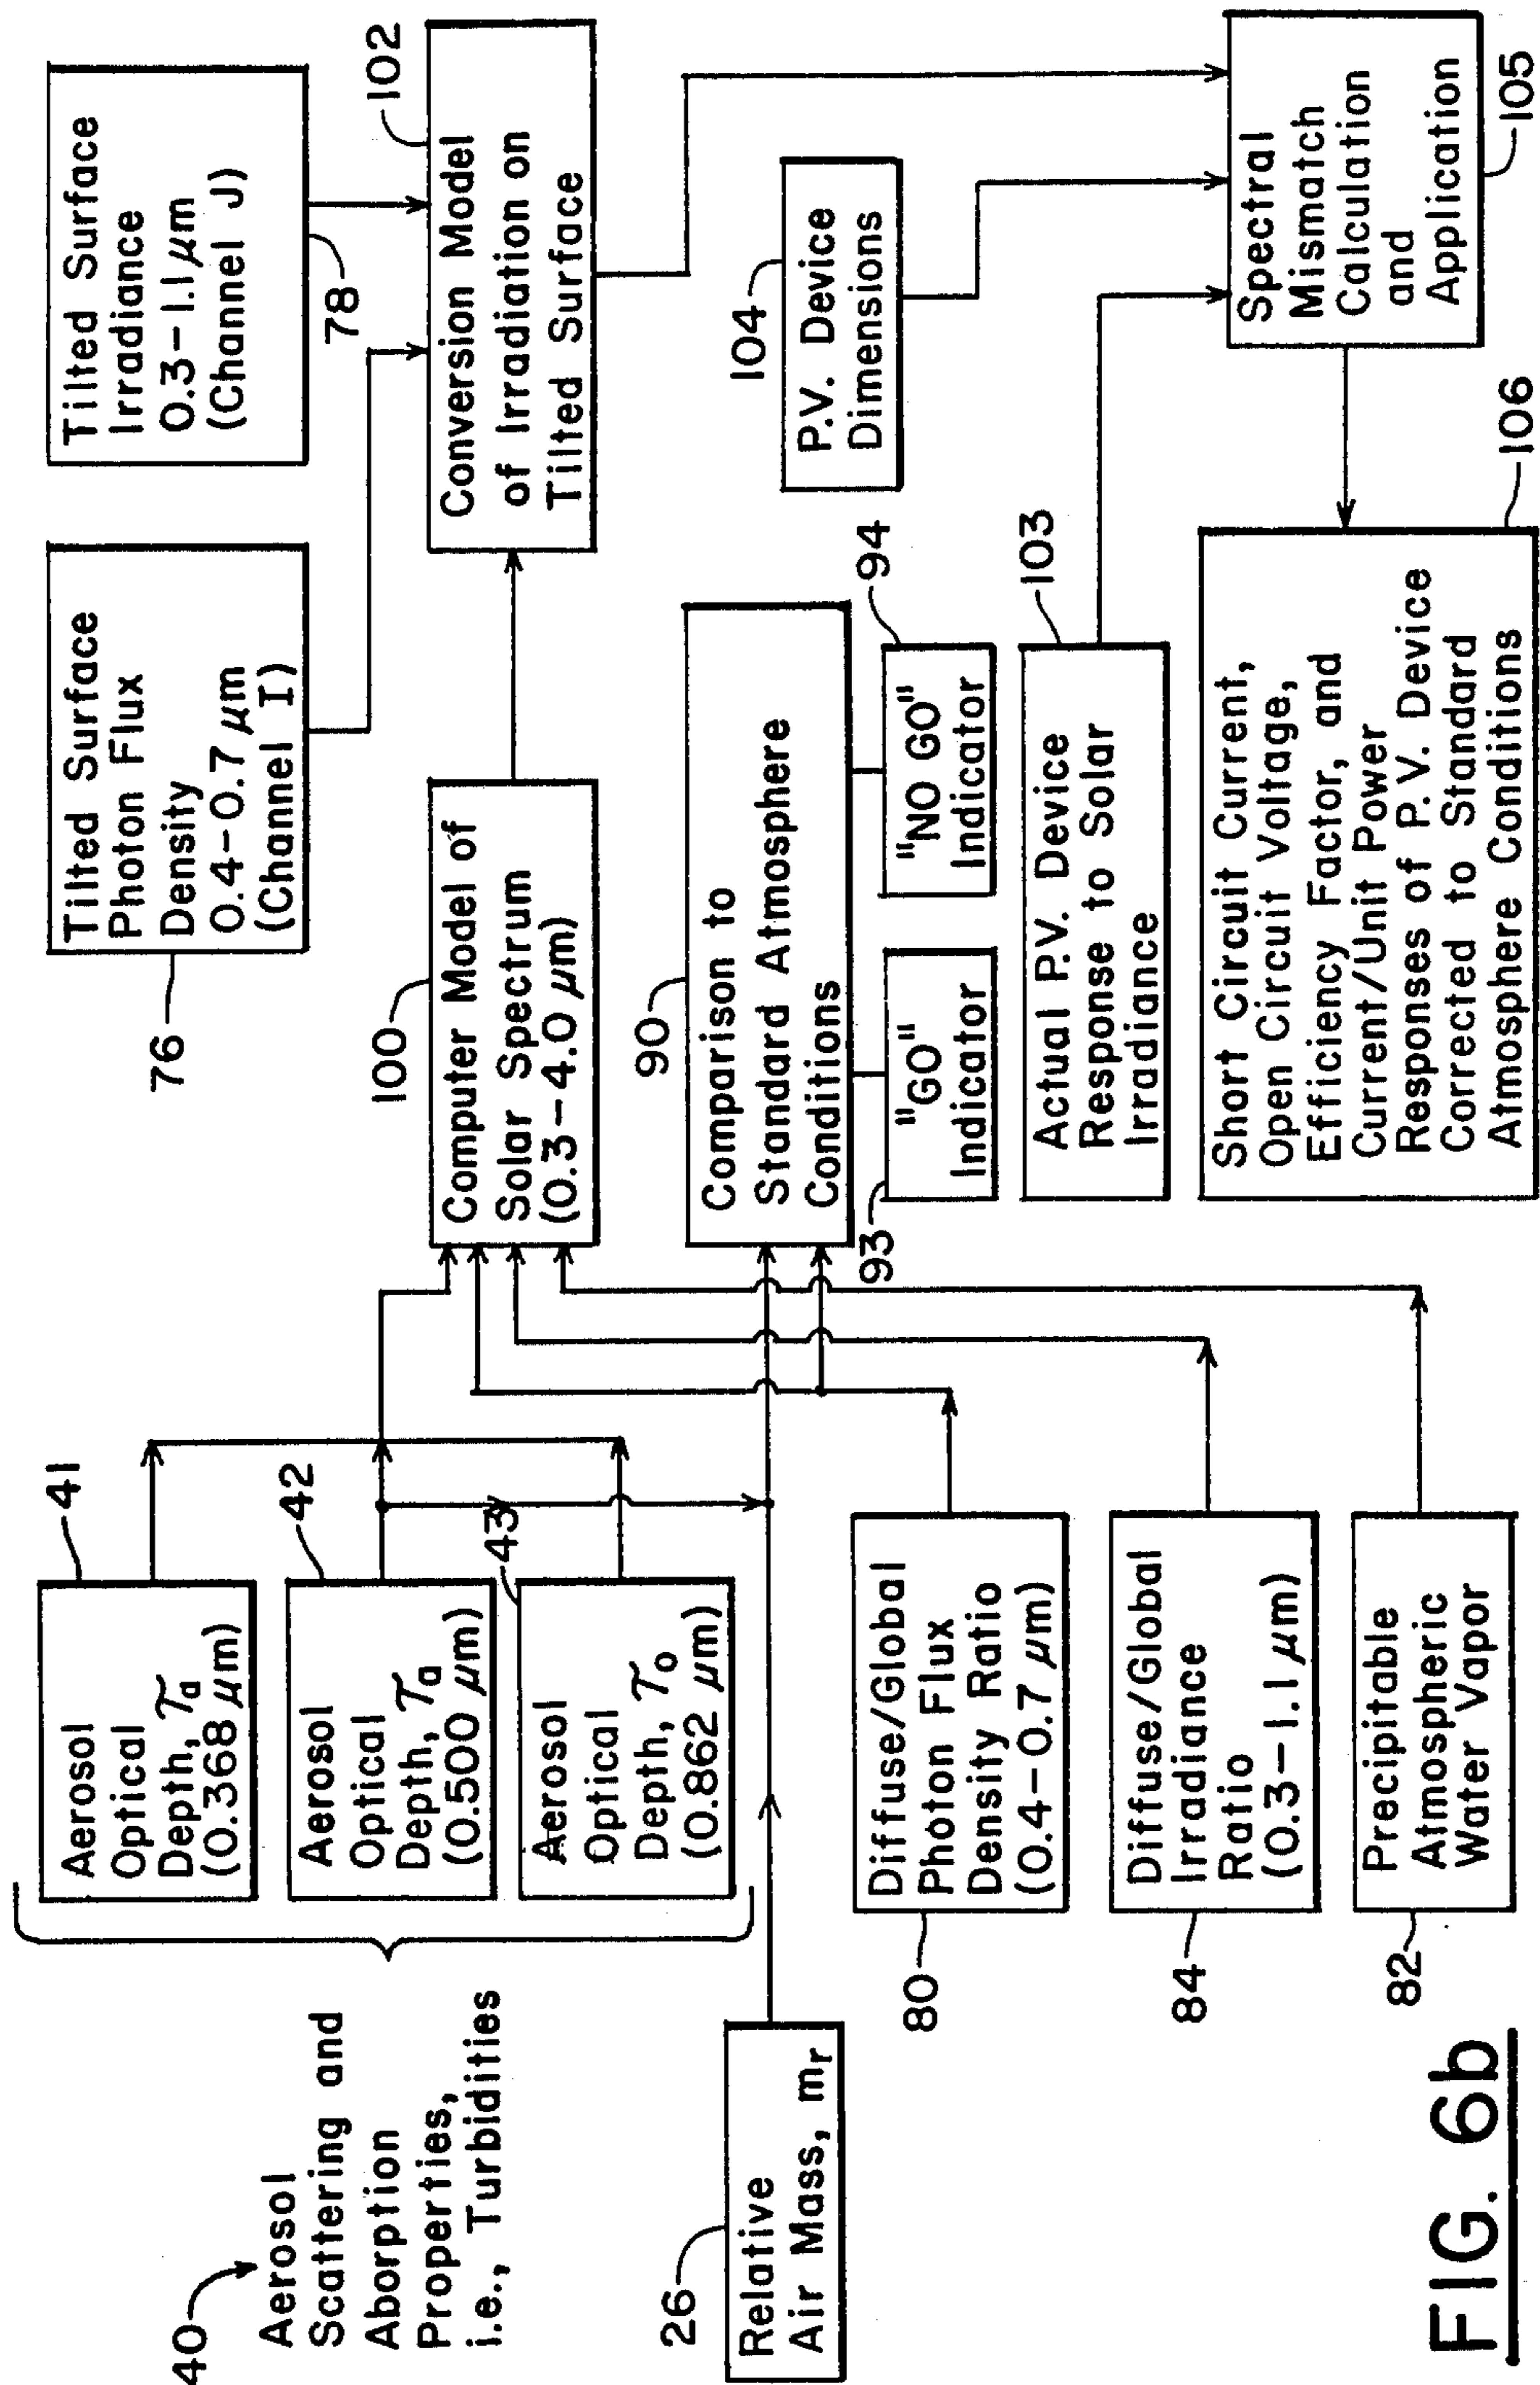 40
Aerosol
Scattering and
Aborption
Properties,
i.e., Turbidities
41
Aerosol
Optical
Depth, τa
(0.368 μm)
42
Aerosol
Optical
Depth, τa
(0.500 μm)
43
Aerosol
Optical
Depth, τo
(0.862 μm)
26
Relative
Air Mass, mr
80
Diffuse/Global
Photon Flux
Density Ratio
(0.4-0.7 μm)
84
Diffuse/Global
Irradiance
Ratio
(0.3-1.1 μm)
82
Precipitable
Atmospheric
Water Vapor
76
Tilted Surface
Photon Flux
Density
0.4-0.7 μm
(Channel I)
78
Tilted Surface
Irradiance
0.3-1.1 μm
(Channel J)
100
Computer Model of
Solar Spectrum
(0.3-4.0 μm)
102
Conversion Model
of Irradiation on
Tilted Surface
90
Comparison to
Standard Atmosphere
Conditions
93
"GO"
Indicator
94
"NO GO"
Indicator
103
Actual P.V. Device
Response to Solar
Irradiance
104
P.V. Device
Dimensions
105
Spectral
Mismatch
Calculation
and
Application
106
Short Circuit Current,
Open Circuit Voltage,
Efficiency Factor, and
Current/Unit Power
Responses of P.V. Device
Corrected to Standard
Atmosphere Conditions
FIG. 6b